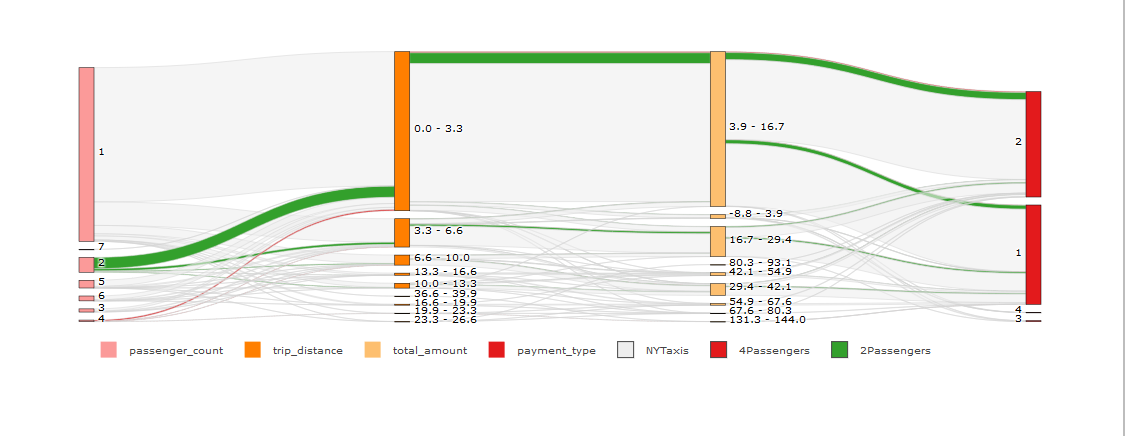 1
7
2
5
6
3
4
0.0 - 3.3
3.3 - 6.6
6.6 - 10.0
13.3 - 16.6
10.0 - 13.3
36.6 - 39.9
16.6 - 19.9
19.9 - 23.3
23.3 - 26.6
3.9 - 16.7
-8.8 - 3.9
16.7 - 29.4
80.3 - 93.1
42.1 - 54.9
29.4 - 42.1
54.9 - 67.6
67.6 - 80.3
131.3 - 144.0
2
1
4
3
passenger_count trip_distance total_amount payment_type NYTaxis 4Passengers 2Passengers